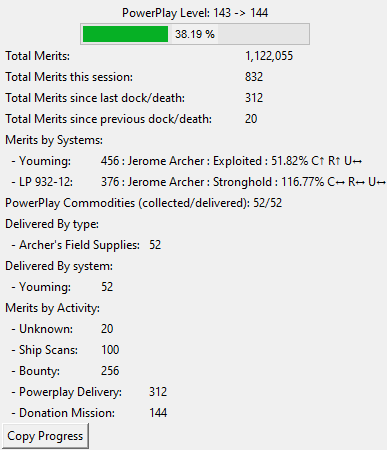 PowerPlay Level: 143 -> 144
38.19 %
Total Merits: 1,122,055
Total Merits this session: 832
Total Merits since last dock/death: 312
Total Merits since previous dock/death: 20
Merits by Systems:
- Youming: 456 : Jerome Archer : Exploited : 51.82% C↑ R↑ U↔
- LP 932-12: 376 : Jerome Archer : Stronghold : 116.77% C↔ R↔ U↔
PowerPlay Commodities (collected/delivered): 52/52
Delivered By type:
- Archer's Field Supplies: 52
Delivered By system:
- Youming: 52
Merits by Activity:
- Unknown: 20
- Ship Scans: 100
- Bounty: 256
- Powerplay Delivery: 312
- Donation Mission: 144
Copy Progress